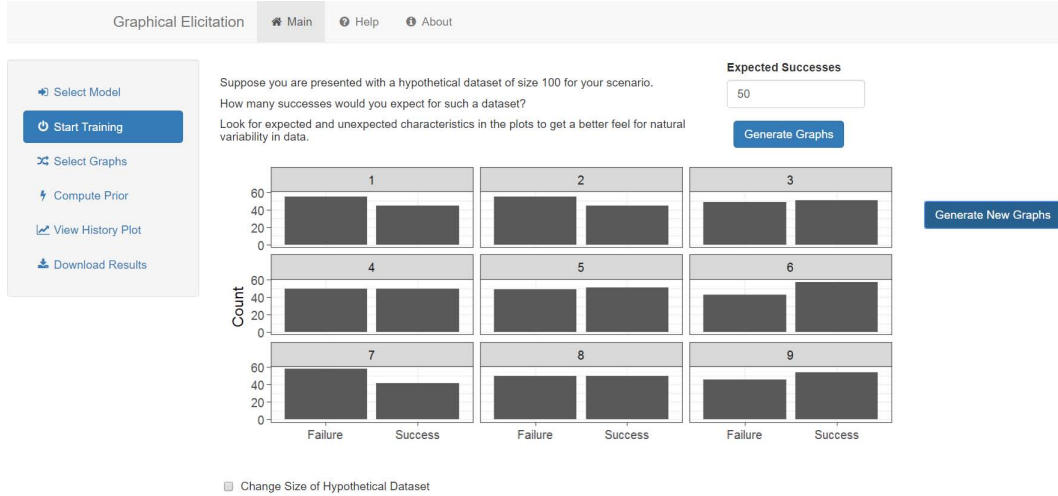 Graphical Elicitation Main Help About
Select Model
Start Training
Select Graphs
Compute Prior
View History Plot
Download Results
Suppose you are presented with a hypothetical dataset of size 100 for your scenario.
How many successes would you expect for such a dataset?
Look for expected and unexpected characteristics in the plots to get a better feel for natural
variability in data.
Expected Successes
50
Generate Graphs
Generate New Graphs
Count
1 2 3
60
40
20
0
4 5 6
60
40
20
0
7 8 9
60
40
20
0
Failure Success Failure Success Failure Success
Change Size of Hypothetical Dataset